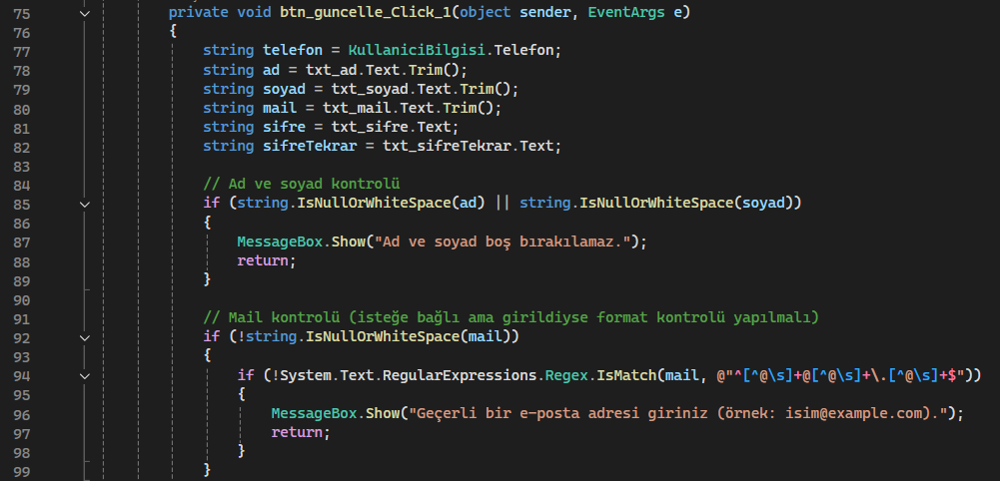 75 private void btn_guncelle_Click_1(object sender, EventArgs e)
76 {
77 string telefon = KullaniciBilgisi.Telefon;
78 string ad = txt_ad.Text.Trim();
79 string soyad = txt_soyad.Text.Trim();
80 string mail = txt_mail.Text.Trim();
81 string sifre = txt_sifre.Text;
82 string sifreTekrar = txt_sifreTekrar.Text;
83
84 // Ad ve soyad kontrolü
85 if (string.IsNullOrWhiteSpace(ad) || string.IsNullOrWhiteSpace(soyad))
86 {
87 MessageBox.Show("Ad ve soyad boş bırakılamaz.");
88 return;
89 }
90
91 // Mail kontrolü (isteğe bağlı ama girildiyse format kontrolü yapılmalı)
92 if (!string.IsNullOrWhiteSpace(mail))
93 {
94 if (!System.Text.RegularExpressions.Regex.IsMatch(mail, @"^[^@\s]+@[^@\s]+\.[^@\s]+$"))
95 {
96 MessageBox.Show("Geçerli bir e-posta adresi giriniz (örnek: isim@example.com).");
97 return;
98 }
99 }